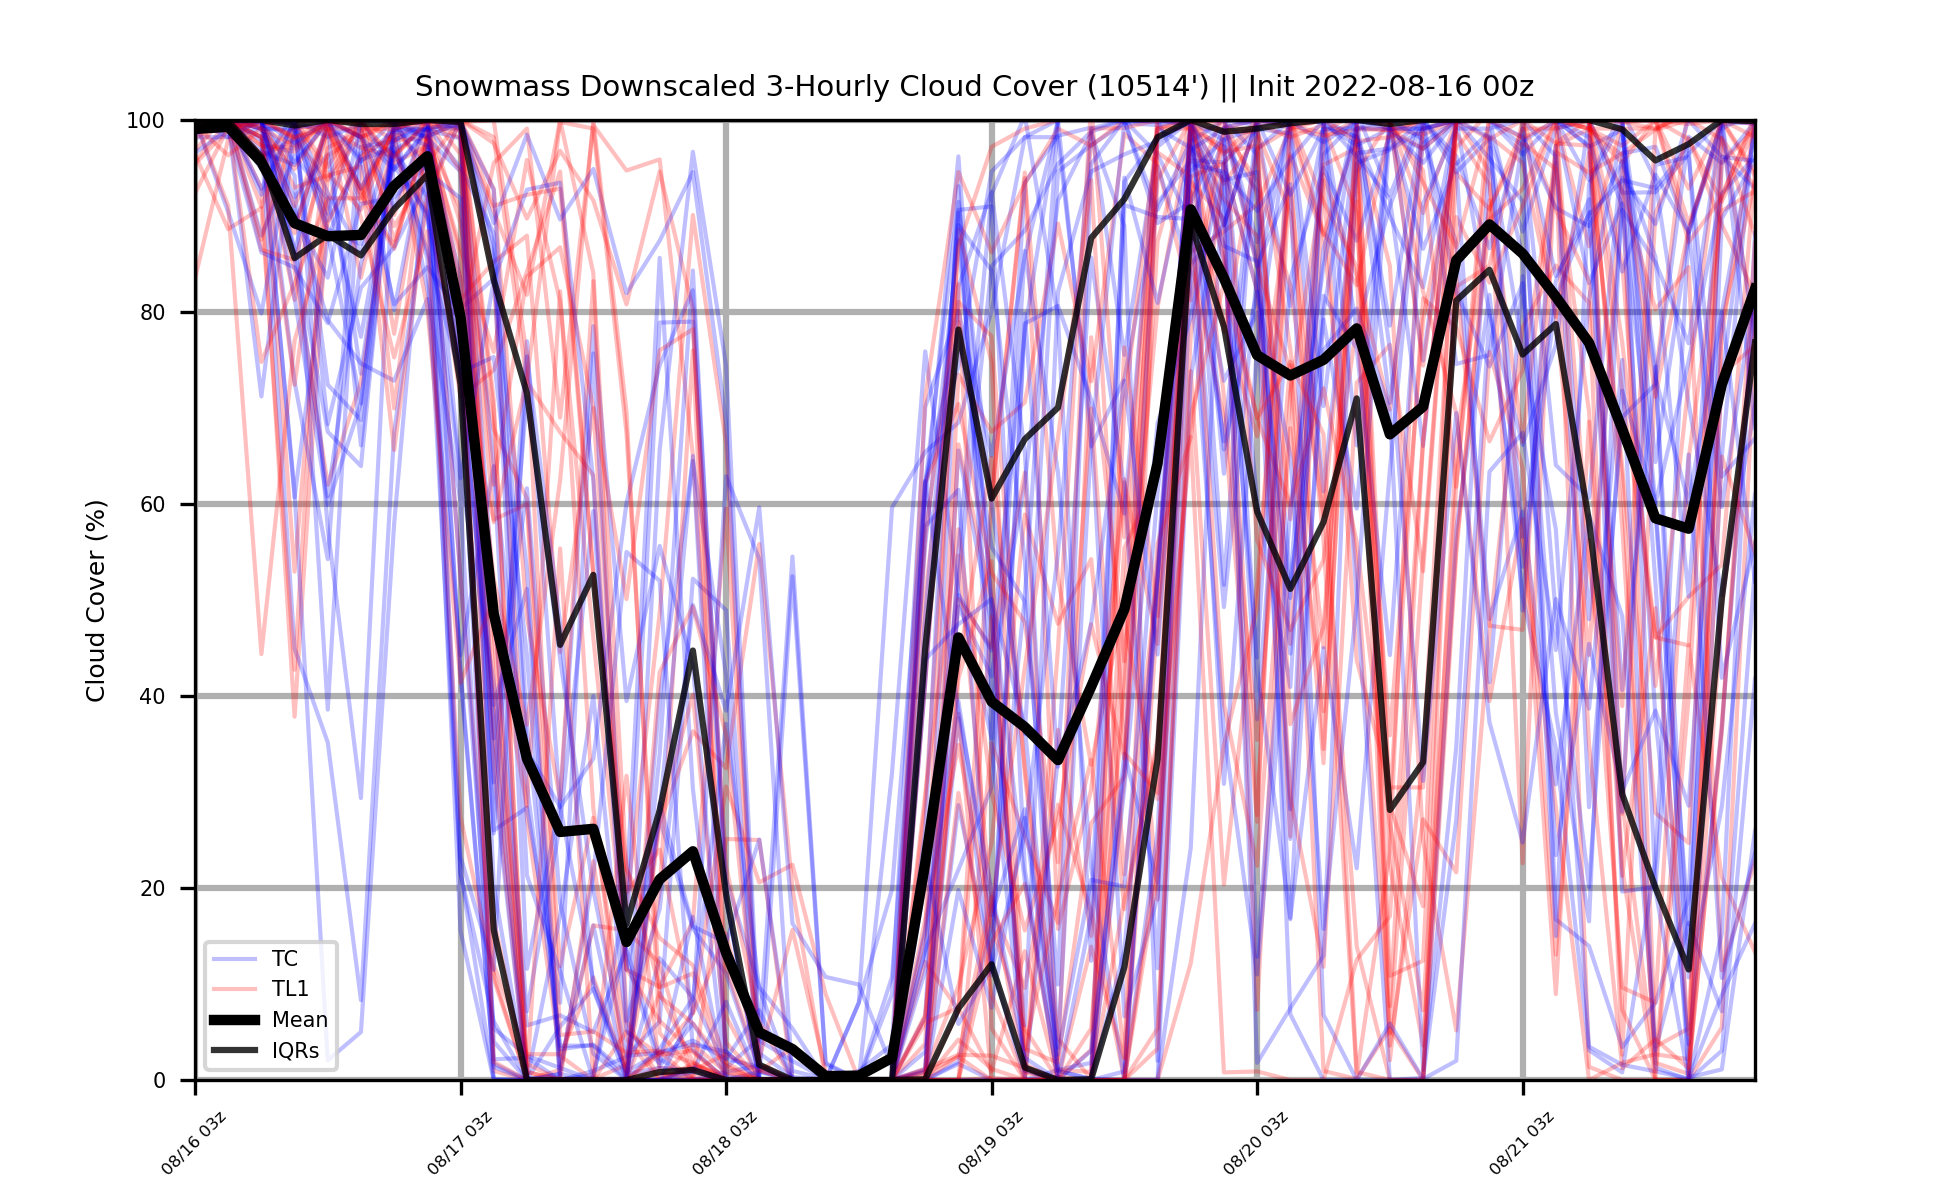 Snowmass Downscaled 3-Hourly Cloud Cover (10514') || Init 2022-08-16 00z
Cloud Cover (%)
100
80
60
40
20
0
TC
TL1
Mean
IQRs
08/16 03z
08/17 03z
08/18 03z
08/19 03z
08/20 03z
08/21 03z